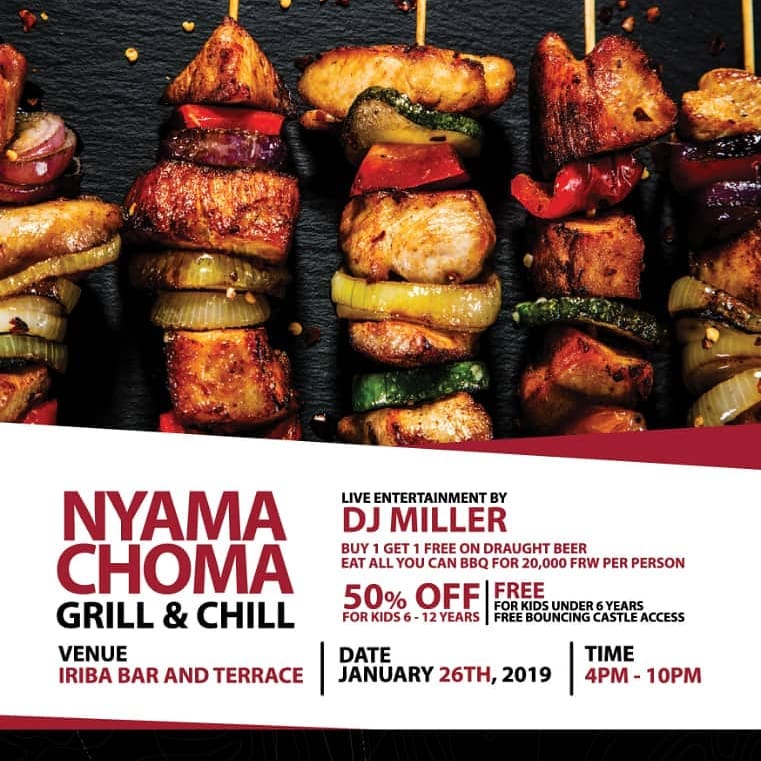 NYAMA
CHOMA
GRILL & CHILL
LIVE ENTERTAINMENT BY
DJ MILLER
BUY 1 GET 1 FREE ON DRAUGHT BEER
EAT ALL YOU CAN BBQ FOR 20,000 FRW PER PERSON
50% OFF
FOR KIDS 6 - 12 YEARS
FREE
FOR KIDS UNDER 6 YEARS
FREE BOUNCING CASTLE ACCESS
VENUE
IRIBA BAR AND TERRACE
DATE
JANUARY 26TH, 2019
TIME
4PM - 10PM